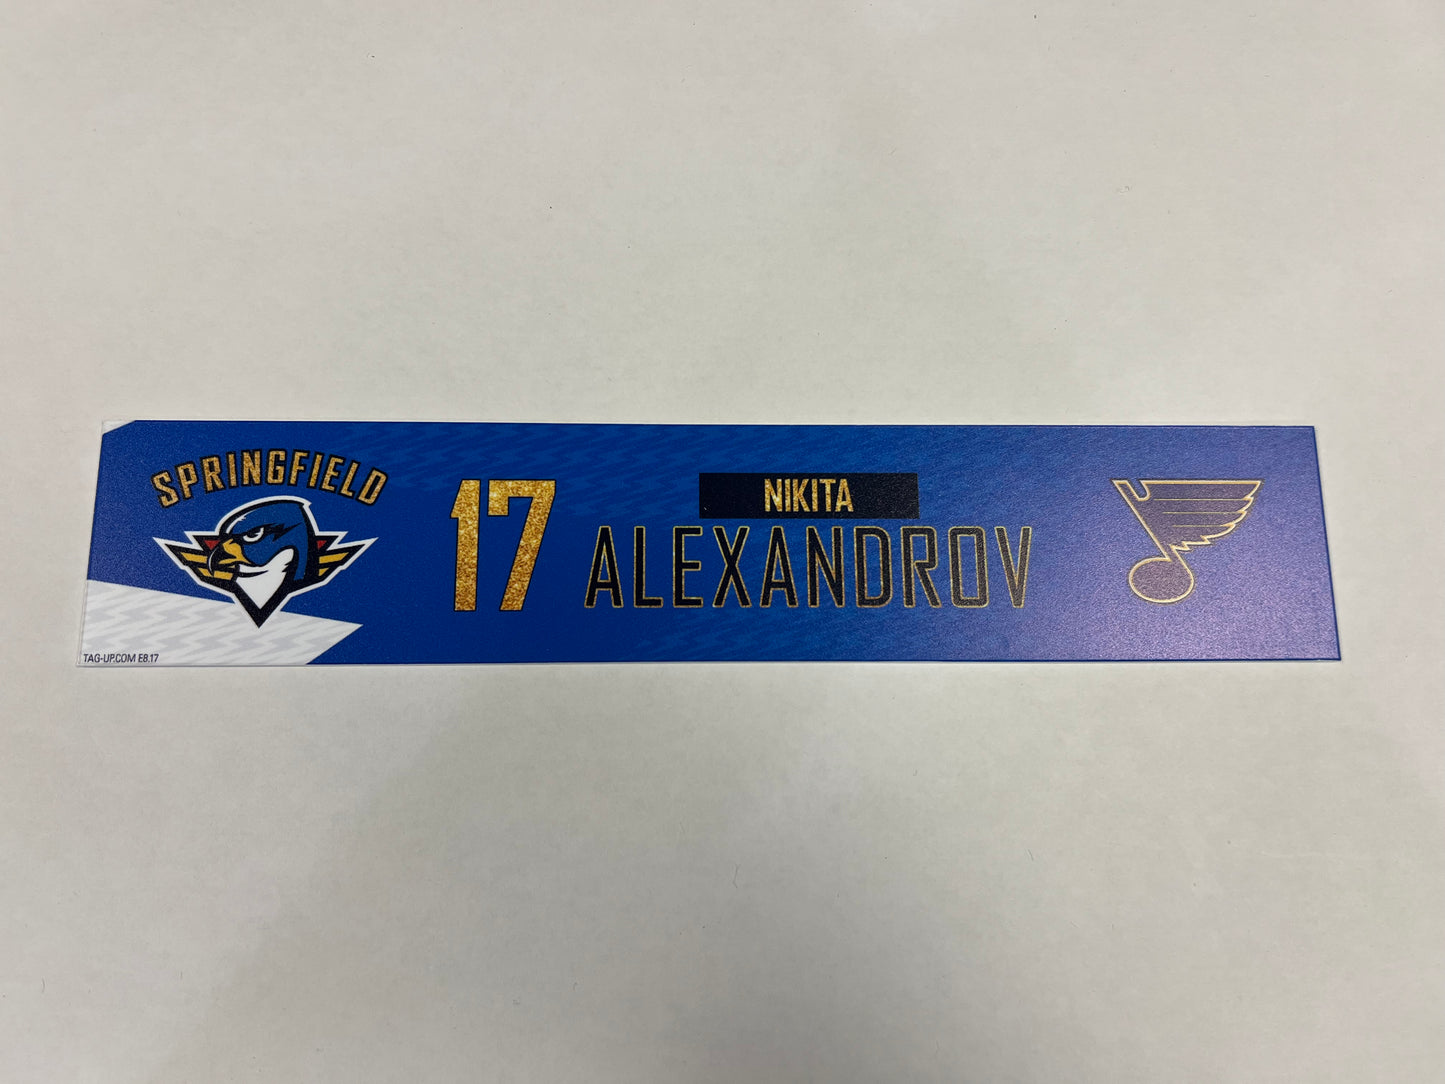 SPRINGFIELD
17
NIKITA
ALEXANDROV
TAG-UP.COM E8.17